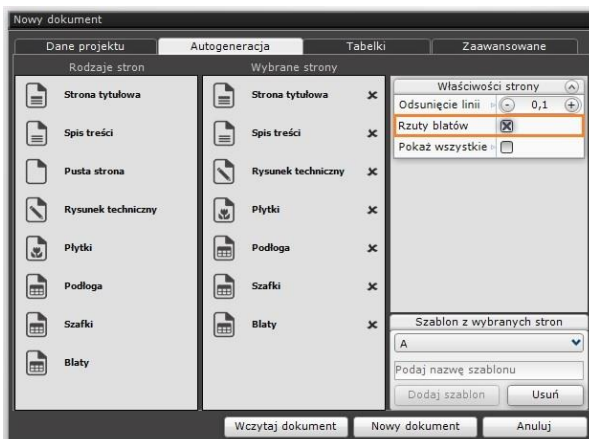 Nowy dokument
Dane projektu
Autogeneracja
Tabelki
Zaawansowane
Rodzaje stron
Strona tytułowa
Spis treści
Pusta strona
Rysunek techniczny
Płytki
Podłoga
Szafki
Blaty
Wybrane strony
Strona tytułowa
Spis treści
Rysunek techniczny
Płytki
Podłoga
Szafki
Blaty
Właściwości strony
Odsunięcie linii 0,1
Rzuty blatów
Pokaż wszystkie
Szablon z wybranych stron
A
Podaj nazwę szablonu
Dodaj szablon
Usuń
Wczytaj dokument
Nowy dokument
Anuluj